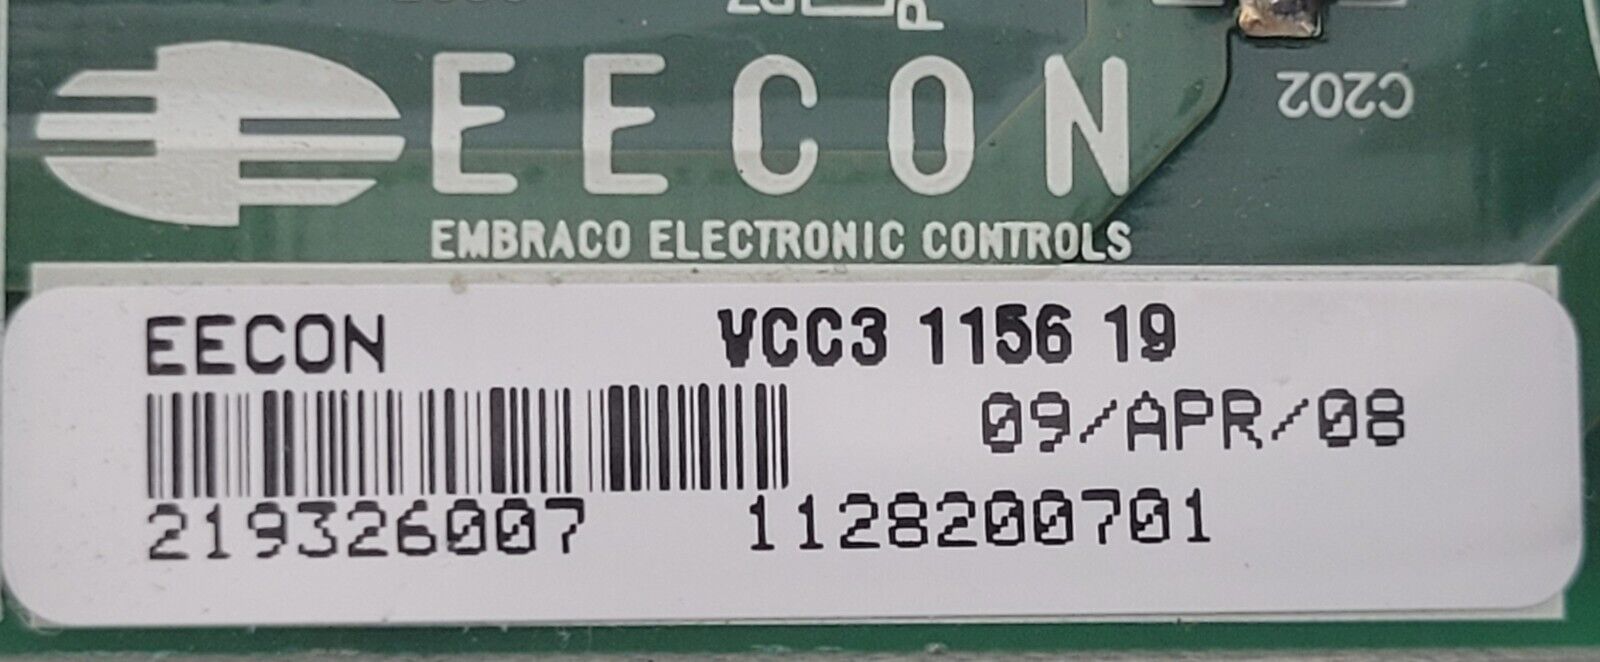 C202
EECON
EMBRACO ELECTRONIC CONTROLS
EECON VCC3 1156 19
09/APR/08
219326007 1128200701